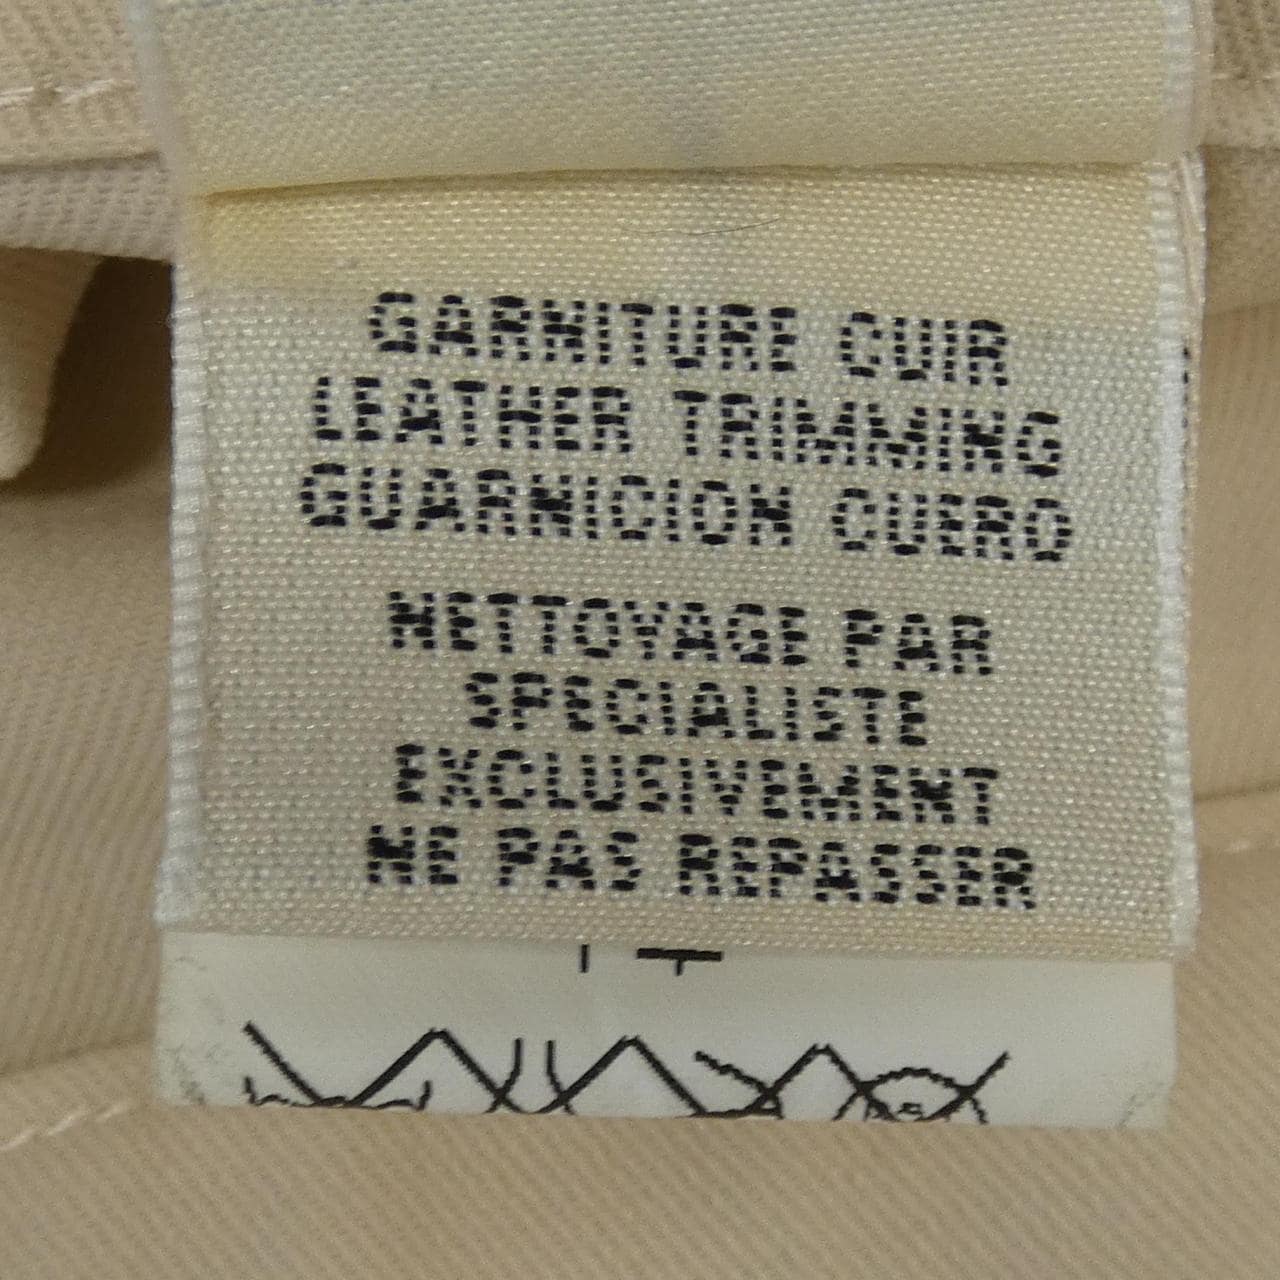 GARNITURE CUIR
LEATHER TRIMMING
GUARNICION CUERO
NETTOYAGE PAR
SPECIALISTE
EXCLUSIVEMENT
NE PAS REPASSER